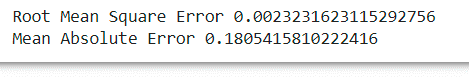 Root Mean Square Error 0.0023231623115292756
Mean Absolute Error 0.1805415810222416